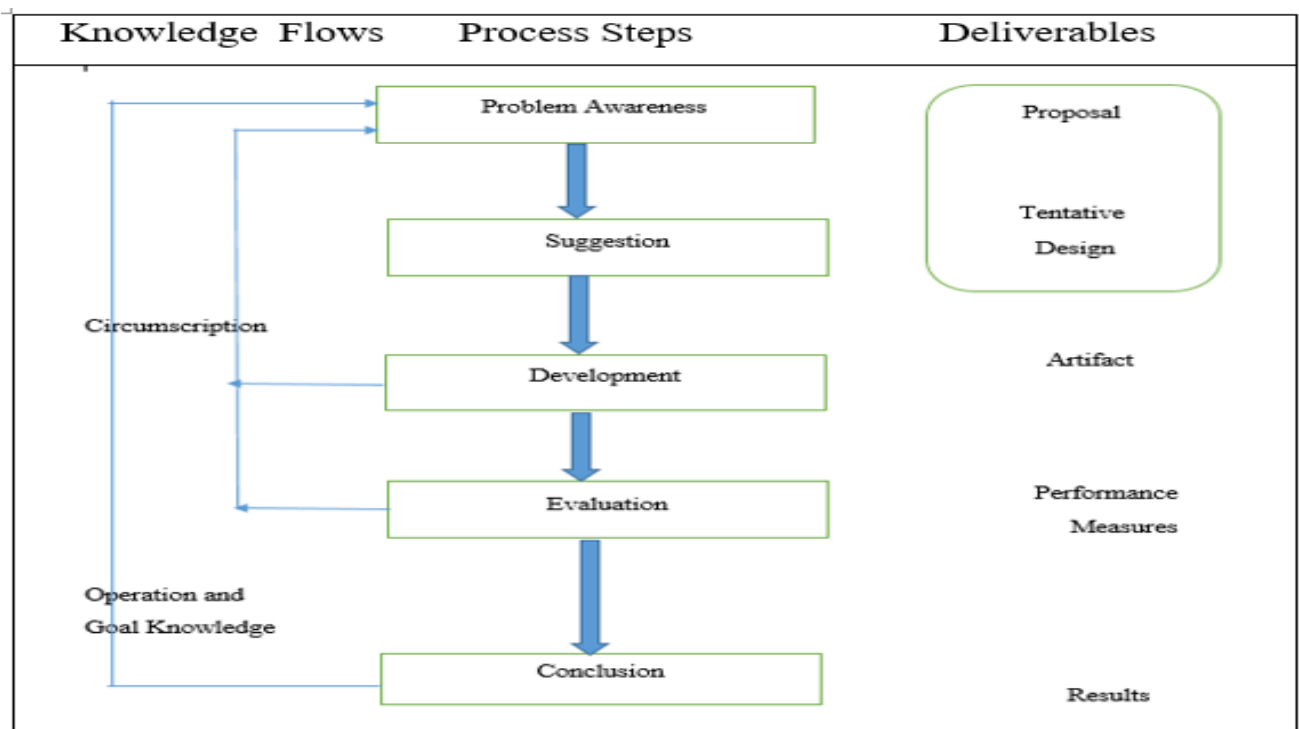 Knowledge Flows Process Steps Deliverables
Problem Awareness
Proposal
Suggestion
Tentative
Design
Circumscription
Development
Artifact
Evaluation
Performance
Measures
Operation and
Goal Knowledge
Conclusion
Results